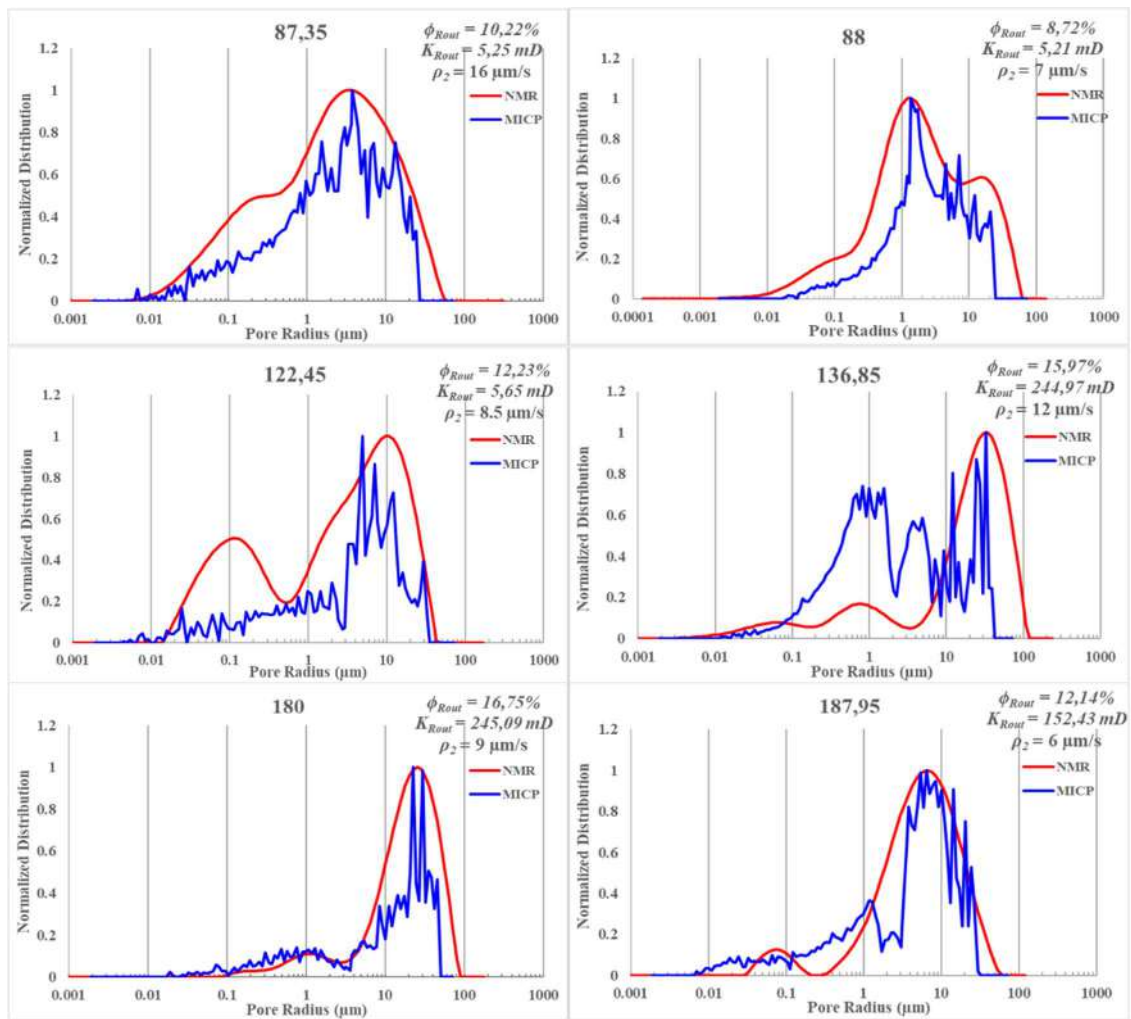 87,35
ϕRout = 10,22%
KRout = 5,25 mD
ρ2 = 16 µm/s
NMR
MICP
Normalized Distribution
1.2
1
0.8
0.6
0.4
0.2
0
0.001 0.01 0.1 1 10 100 1000
Pore Radius (µm)
88
ϕRout = 8,72%
KRout = 5,21 mD
ρ2 = 7 µm/s
NMR
MICP
Normalized Distribution
1.2
1
0.8
0.6
0.4
0.2
0
0.0001 0.01 1 10 100 1000
Pore Radius (µm)
122,45
ϕRout = 12,23%
KRout = 5,65 mD
ρ2 = 8.5 µm/s
NMR
MICP
Normalized Distribution
1.2
1
0.8
0.6
0.4
0.2
0
0.001 0.01 0.1 1 10 100 1000
Pore Radius (µm)
136,85
ϕRout = 15,97%
KRout = 244,97 mD
ρ2 = 12 µm/s
NMR
MICP
Normalized Distribution
1.2
1
0.8
0.6
0.4
0.2
0
0.001 0.01 0.1 1 10 100 1000
Pore Radius (µm)
180
ϕRout = 16,75%
KRout = 245,09 mD
ρ2 = 9 µm/s
NMR
MICP
Normalized Distribution
1.2
1
0.8
0.6
0.4
0.2
0
0.001 0.01 0.1 1 10 100 1000
Pore Radius (µm)
187,95
ϕRout = 12,14%
KRout = 152,43 mD
ρ2 = 6 µm/s
NMR
MICP
Normalized Distribution
1.2
1
0.8
0.6
0.4
0.2
0
0.001 0.01 0.1 1 10 100 1000
Pore Radius (µm)